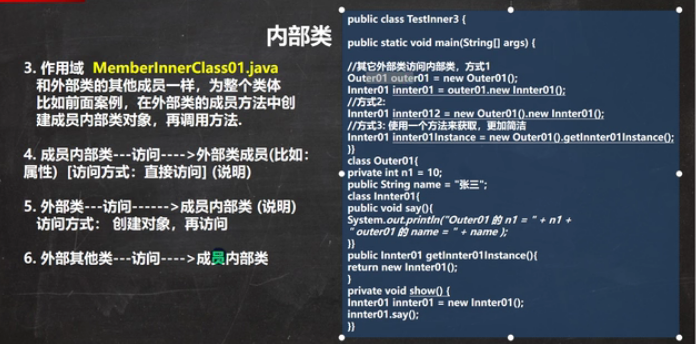 内部类
3. 作用域 MemberInnerClass01.java
和外部类的其他成员一样，为整个类体
比如前面案例，在外部类的成员方法中创
建成员内部类对象，再调用方法.
4. 成员内部类---访问---->外部类成员(比如：
属性) [访问方式：直接访问] (说明)
5. 外部类---访问------>成员内部类 (说明)
访问方式： 创建对象，再访问
6. 外部其他类---访问---->成员内部类
public class TestInner3 {
public static void main(String[] args) {
//其它外部类访问内部类，方式1
Outer01 outer01 = new Outer01();
Innter01 innter01 = outer01.new Innter01();
//方式2:
Innter01 innter012 = new Outer01().new Innter01();
//方式3: 使用一个方法来获取，更加简洁
Innter01 innter01Instance = new Outer01().getInnter01Instance();
}}
class Outer01{
private int n1 = 10;
public String name = "张三";
class Innter01{
public void say(){
System.out.println("Outer01 的 n1 = " + n1 +
" outer01 的 name = " + name );
}}
public Innter01 getInnter01Instance(){
return new Innter01();
}
private void show() {
Innter01 innter01 = new Innter01();
innter01.say();
}}